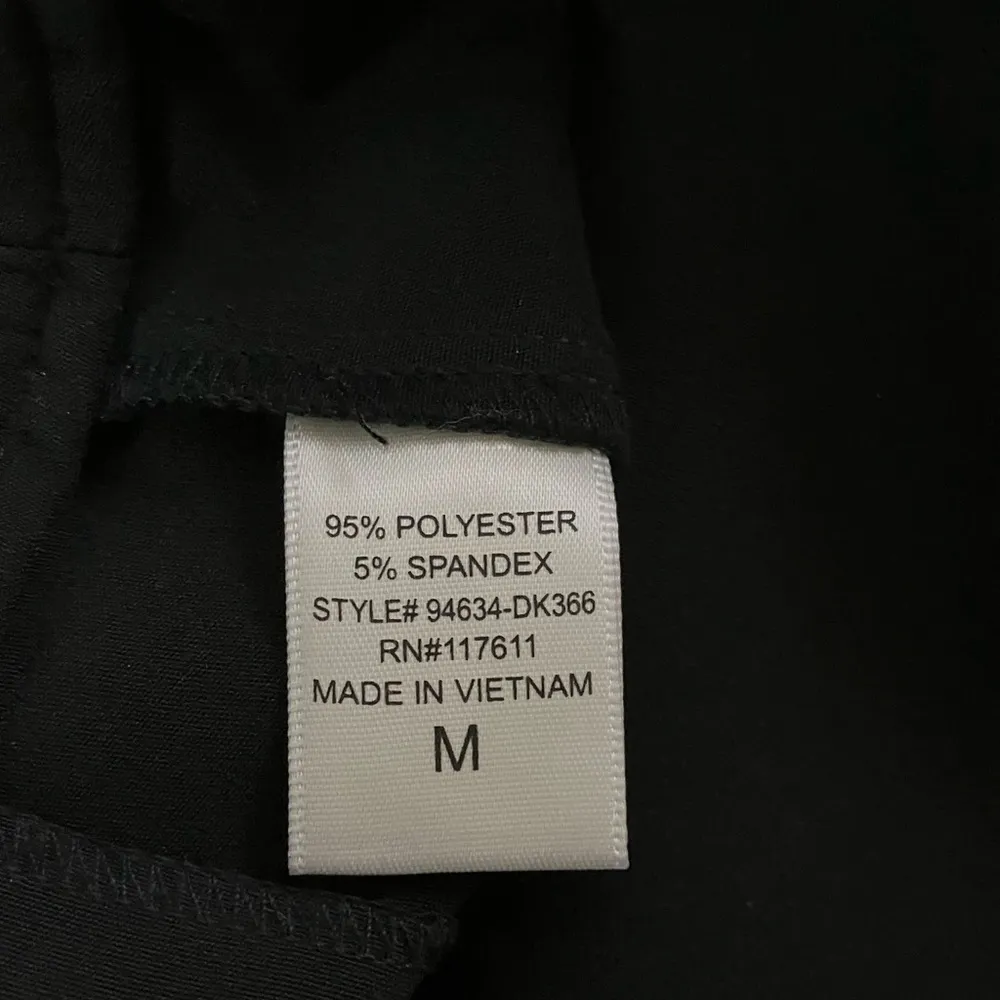 95% POLYESTER
5% SPANDEX
STYLE# 94634-DK366
RN#117611
MADE IN VIETNAM
M